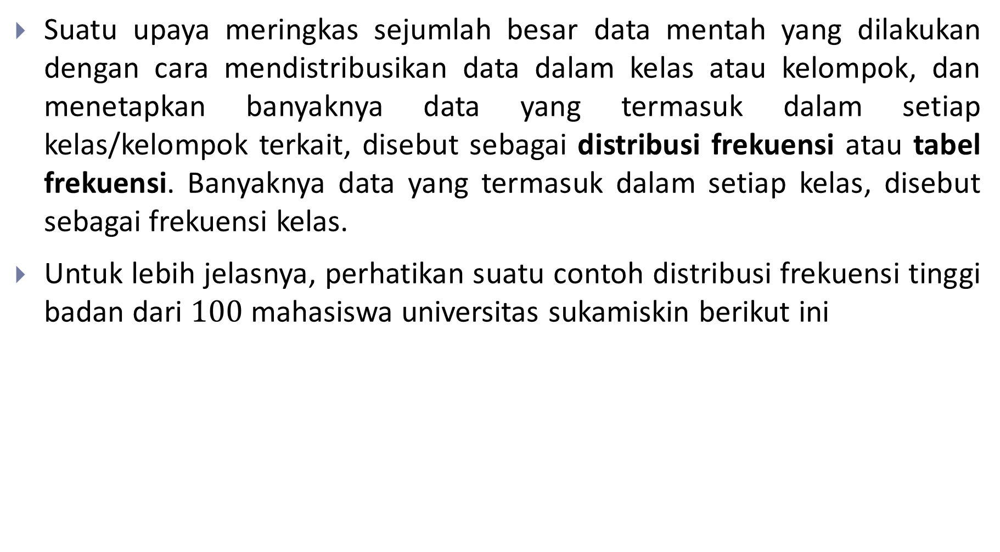 Suatu upaya meringkas sejumlah besar data mentah yang dilakukan
dengan cara mendistribusikan data dalam kelas atau kelompok, dan
menetapkan banyaknya data yang termasuk dalam setiap
kelas/kelompok terkait, disebut sebagai distribusi frekuensi atau tabel
frekuensi. Banyaknya data yang termasuk dalam setiap kelas, disebut
sebagai frekuensi kelas.
Untuk lebih jelasnya, perhatikan suatu contoh distribusi frekuensi tinggi
badan dari 100 mahasiswa universitas sukamiskin berikut ini